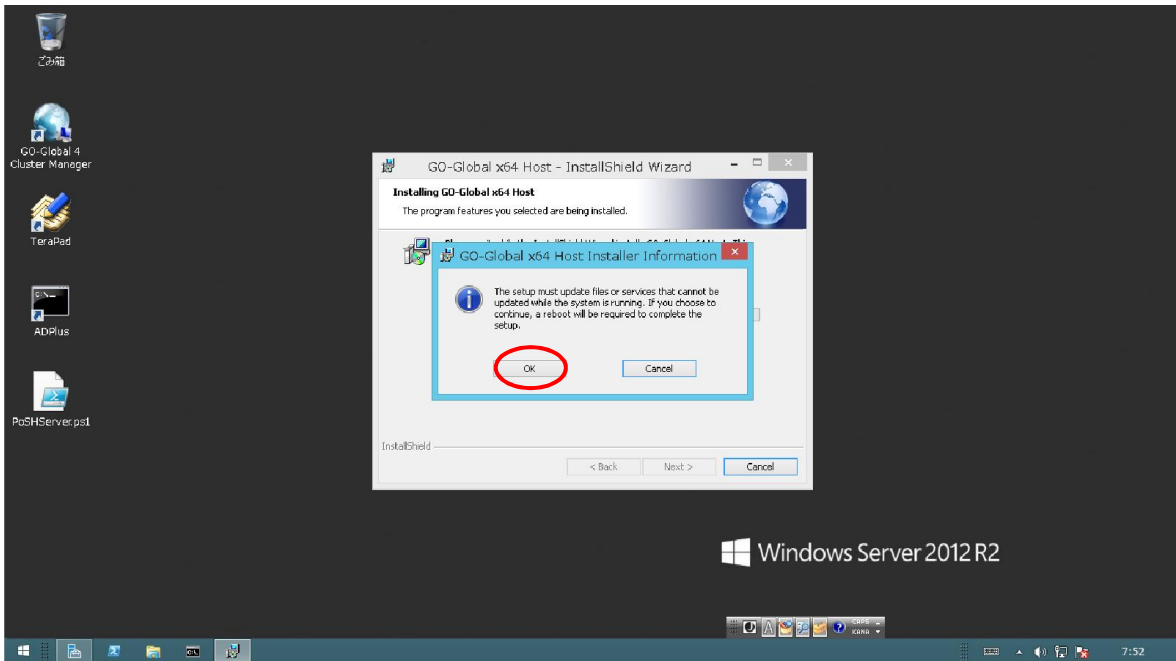 ごみ箱
GO-Global 4
Cluster Manager
TeraPad
ADPlus
PoSHServer.ps1
GO-Global x64 Host - InstallShield Wizard
Installing GO-Global x64 Host
The program features you selected are being installed.
GO-Global x64 Host Installer Information
The setup must update files or services that cannot be
updated while the system is running. If you choose to
continue, a reboot will be required to complete the
setup.
OK
Cancel
InstallShield
< Back
Next >
Cancel
Windows Server 2012 R2
A
CAPS
KANA
7:52